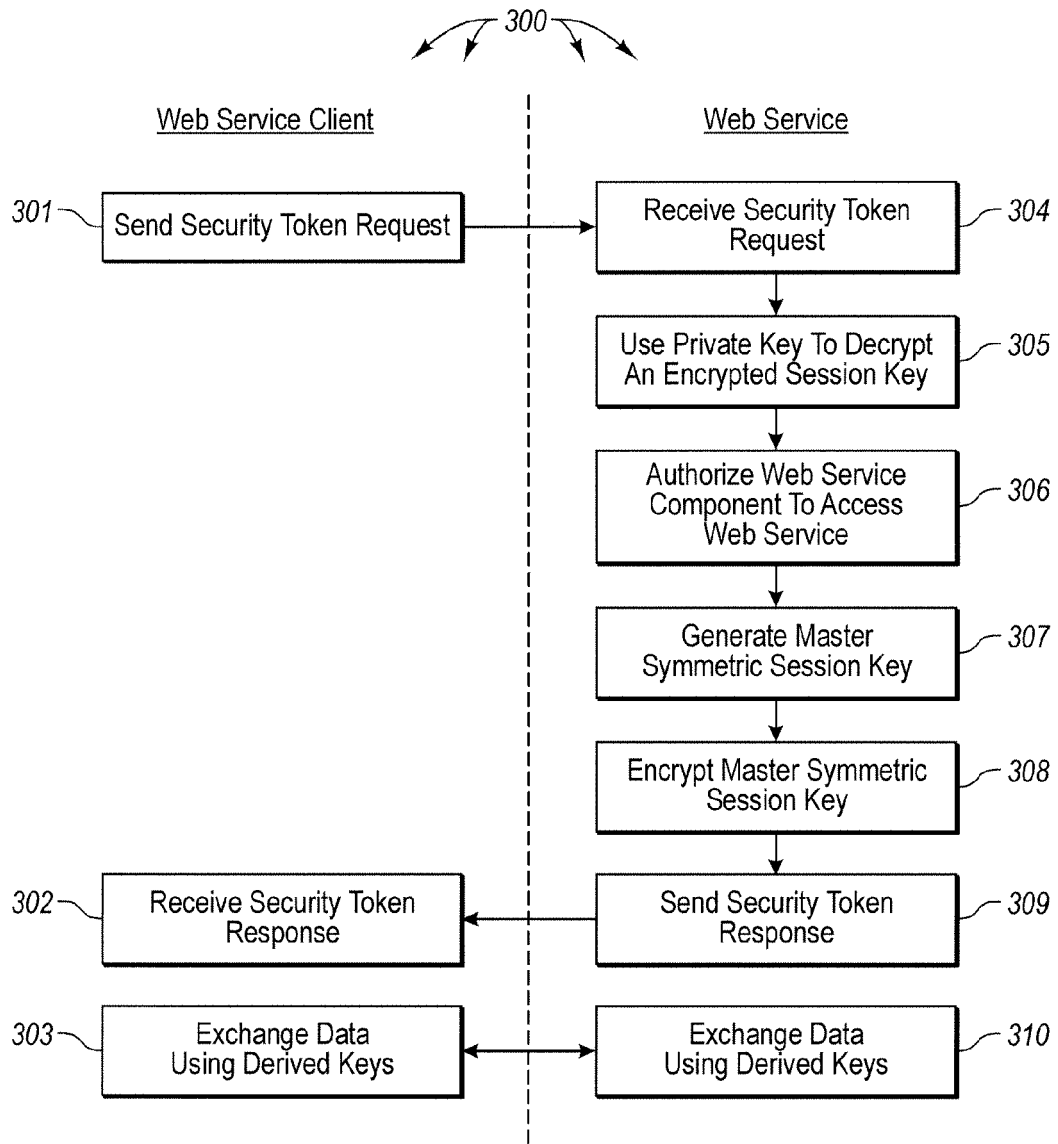 300
Web Service Client
Web Service
301
Send Security Token Request
Receive Security Token
Request
304
Use Private Key To Decrypt
An Encrypted Session Key
305
Authorize Web Service
Component To Access
Web Service
306
Generate Master
Symmetric Session Key
307
Encrypt Master Symmetric
Session Key
308
302
Receive Security Token
Response
Send Security Token
Response
309
303
Exchange Data
Using Derived Keys
Exchange Data
Using Derived Keys
310